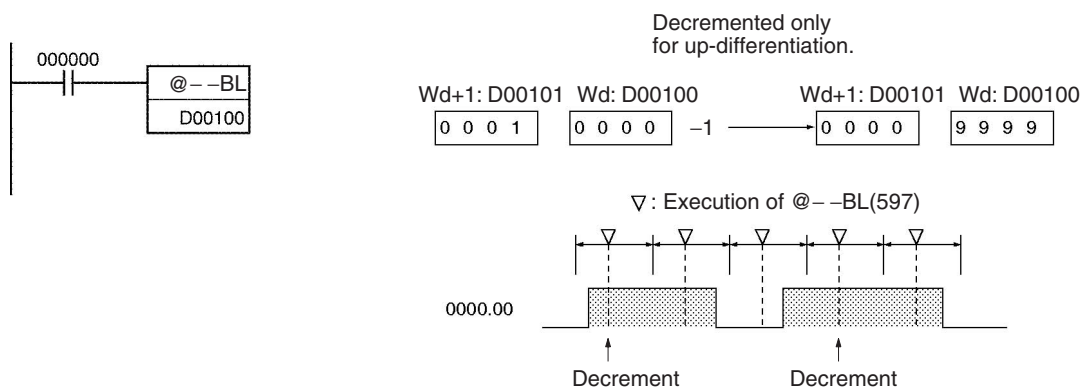 Decremented only
for up-differentiation.
000000
@– –BL
D00100
Wd+1: D00101 Wd: D00100 Wd+1: D00101 Wd: D00100
0 0 0 1 0 0 0 0 –1 0 0 0 0 9 9 9 9
▽: Execution of @– –BL(597)
0000.00
Decrement Decrement